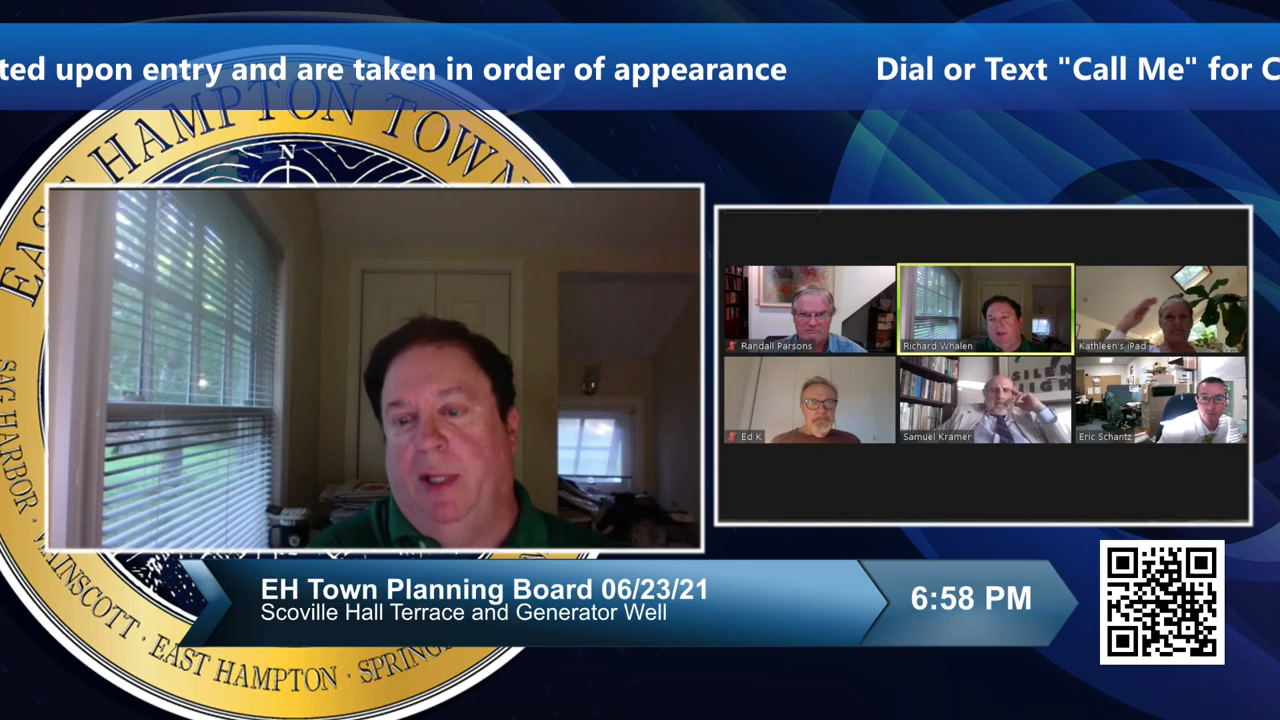 ted upon entry and are taken in order of appearance Dial or Text "Call Me" for C
EAST HAMPTON TOWN
N
Randall Parsons
Richard Whalen
Kathleen's iPad
SILEN
Ed K
Samuel Kramer
Eric Schantz
SAG HARBOR · WAINSCOTT · EAST HAMPTON · SPRING
EH Town Planning Board 06/23/21
Scoville Hall Terrace and Generator Well
6:58 PM